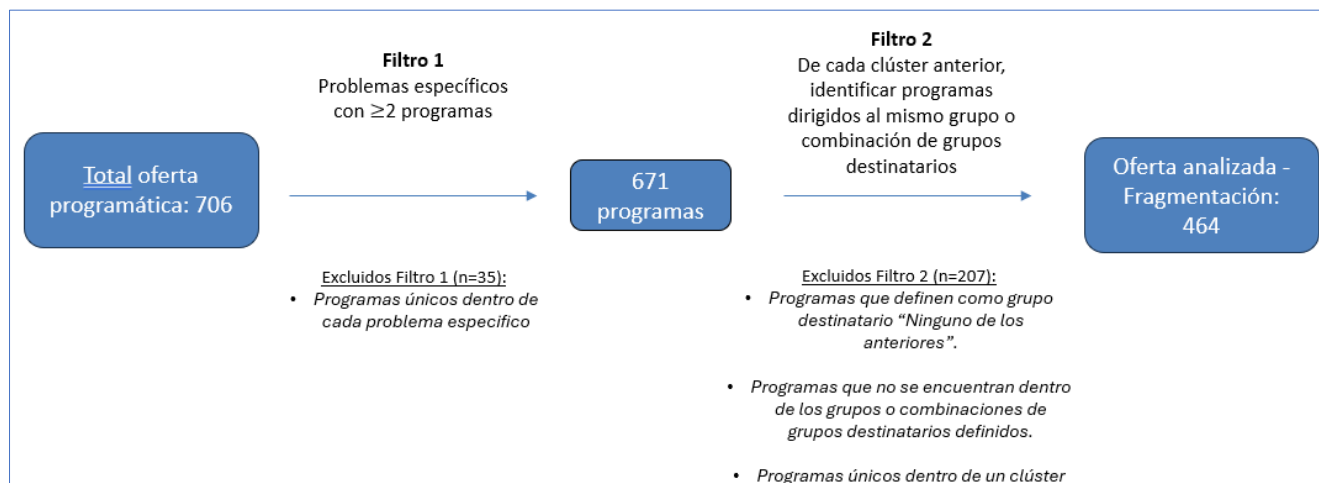 Filtro 1
Problemas específicos
con ≥2 programas
Filtro 2
De cada clúster anterior,
identificar programas
dirigidos al mismo grupo o
combinación de grupos
destinatarios
Total oferta
programática: 706
671
programas
Oferta analizada -
Fragmentación:
464
Excluidos Filtro 1 (n=35):
• Programas únicos dentro de
cada problema especifico
Excluidos Filtro 2 (n=207):
• Programas que definen como grupo
destinatario “Ninguno de los
anteriores”.
• Programas que no se encuentran dentro
de los grupos o combinaciones de
grupos destinatarios definidos.
• Programas únicos dentro de un clúster